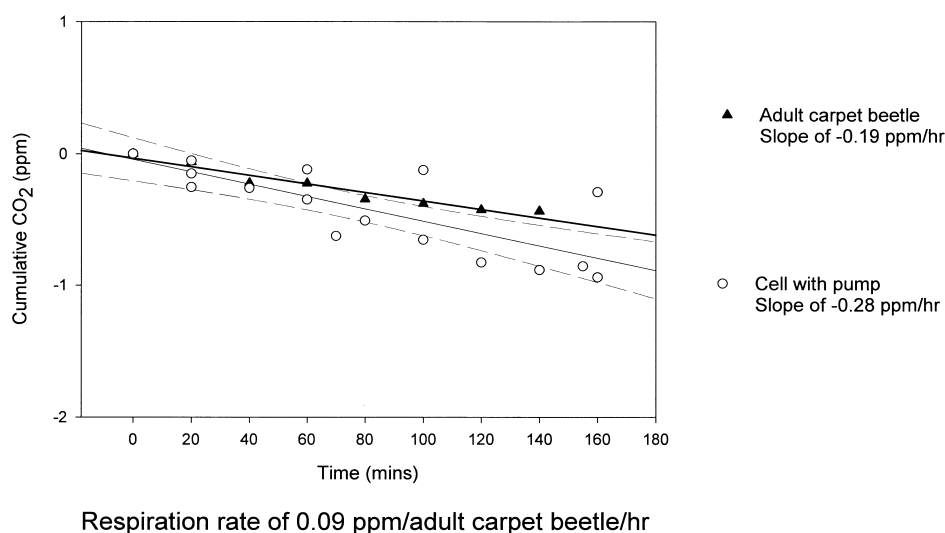 1
0
-1
-2
Cumulative CO2 (ppm)
0 20 40 60 80 100 120 140 160 180
Time (mins)
Adult carpet beetle
Slope of -0.19 ppm/hr
Cell with pump
Slope of -0.28 ppm/hr
Respiration rate of 0.09 ppm/adult carpet beetle/hr